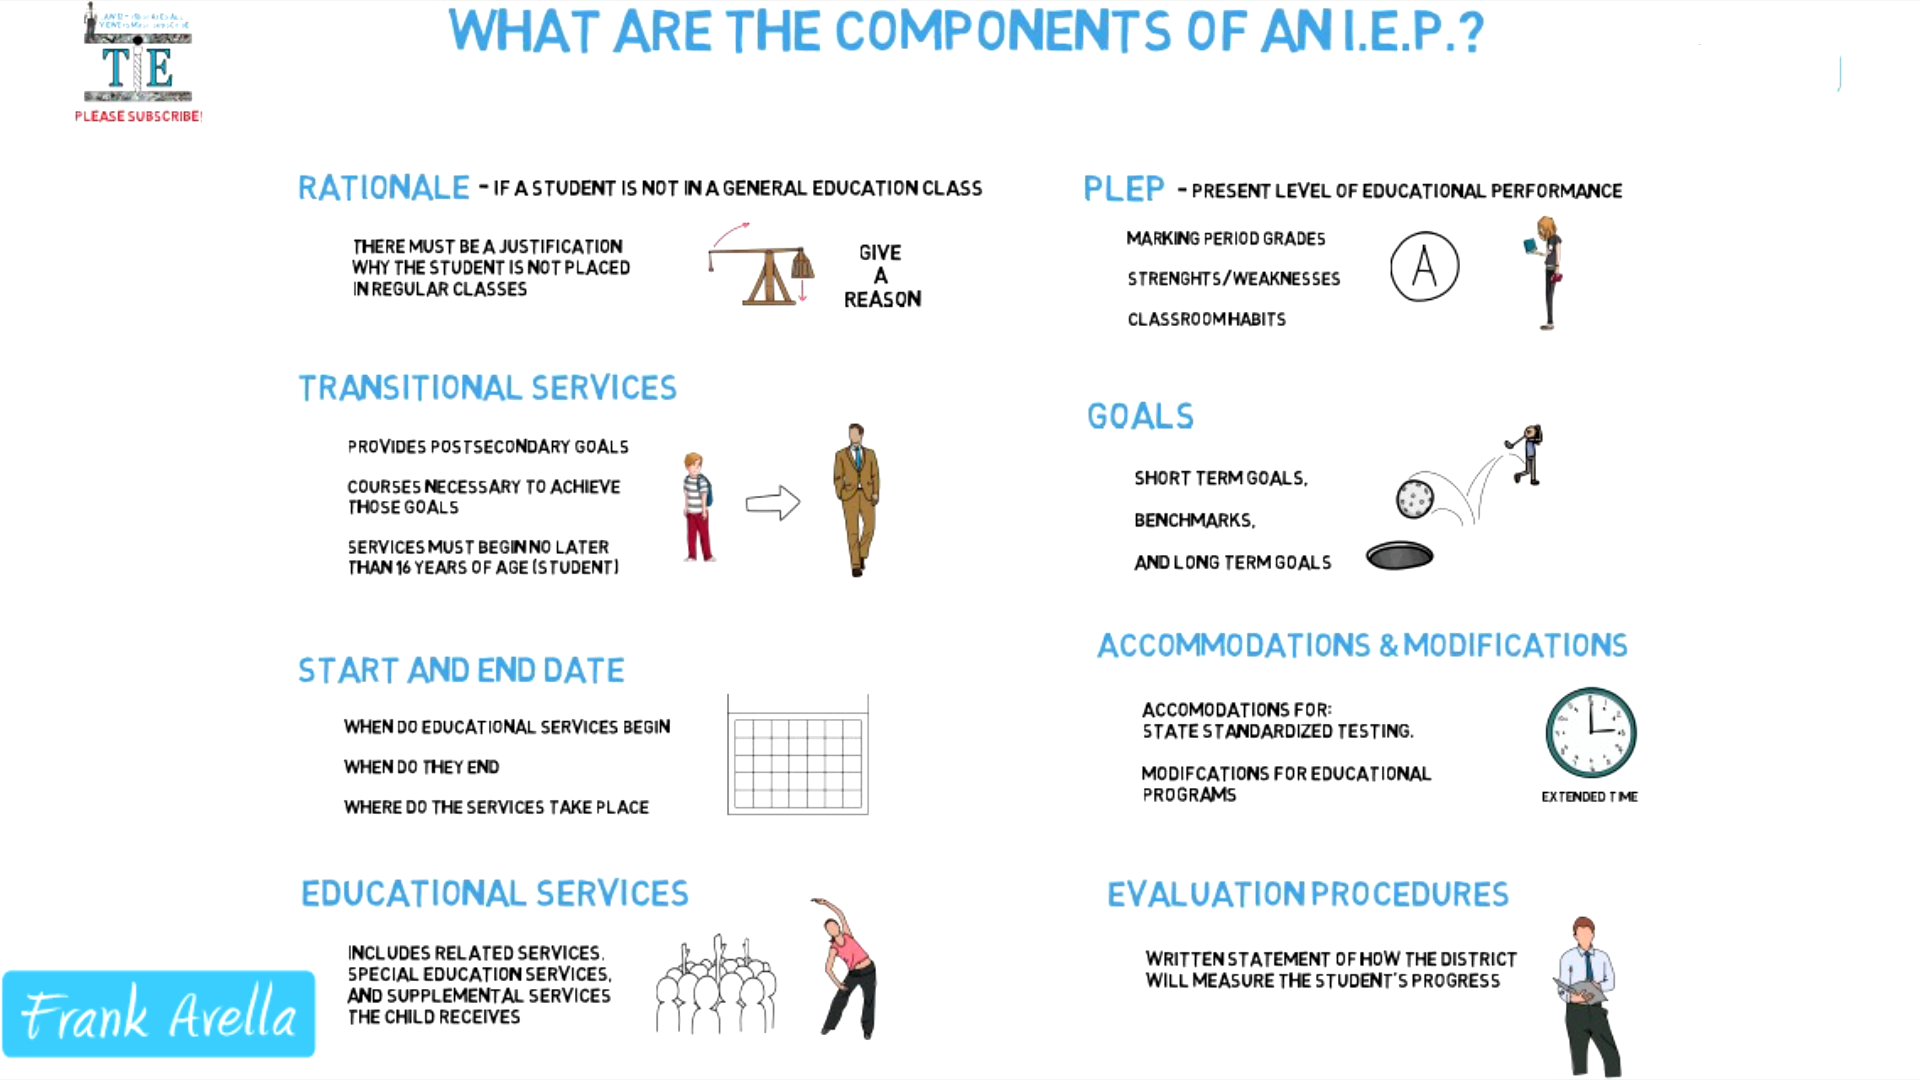 WHAT ARE THE COMPONENTS OF AN I.E.P.?
TIE
PLEASE SUBSCRIBE!
RATIONALE - IF A STUDENT IS NOT IN A GENERAL EDUCATION CLASS
THERE MUST BE A JUSTIFICATION
WHY THE STUDENT IS NOT PLACED
IN REGULAR CLASSES
GIVE
A
REASON
TRANSITIONAL SERVICES
PROVIDES POSTSECONDARY GOALS
COURSES NECESSARY TO ACHIEVE
THOSE GOALS
SERVICES MUST BEGIN NO LATER
THAN 16 YEARS OF AGE (STUDENT)
START AND END DATE
WHEN DO EDUCATIONAL SERVICES BEGIN
WHEN DO THEY END
WHERE DO THE SERVICES TAKE PLACE
EDUCATIONAL SERVICES
INCLUDES RELATED SERVICES.
SPECIAL EDUCATION SERVICES,
AND SUPPLEMENTAL SERVICES
THE CHILD RECEIVES
PLEP - PRESENT LEVEL OF EDUCATIONAL PERFORMANCE
MARKING PERIOD GRADES
STRENGHTS/WEAKNESSES
CLASSROOM HABITS
A
GOALS
SHORT TERM GOALS,
BENCHMARKS,
AND LONG TERM GOALS
ACCOMMODATIONS & MODIFICATIONS
ACCOMODATIONS FOR:
STATE STANDARDIZED TESTING.
MODIFCATIONS FOR EDUCATIONAL
PROGRAMS
EXTENDED TIME
EVALUATION PROCEDURES
WRITTEN STATEMENT OF HOW THE DISTRICT
WILL MEASURE THE STUDENT'S PROGRESS
Frank Avella